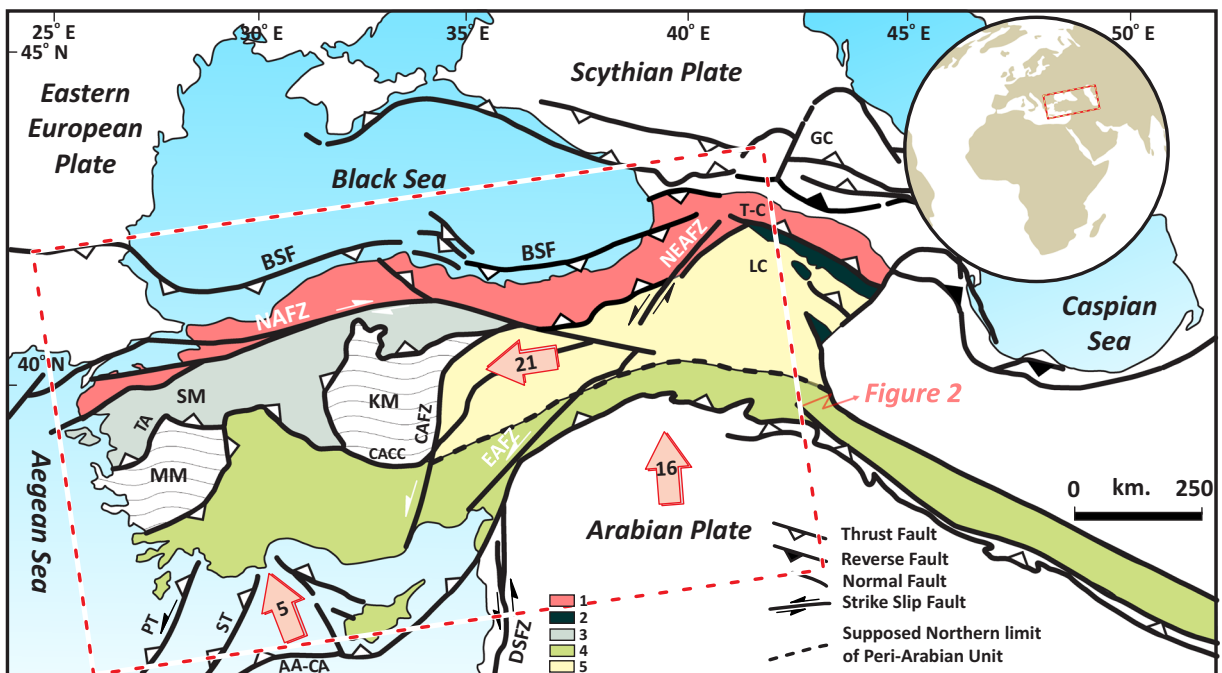 25° E
30° E
35° E
40° E
45° E
50° E
45° N
Scythian Plate
Eastern
European
Plate
GC
Black Sea
T-C
BSF
BSF
NEAFZ
LC
NAFZ
Caspian
Sea
40° N
21
SM
KM
Figure 2
TA
CAFZ
CACC
EAFZ
MM
16
Aegean Sea
0 km. 250
Arabian Plate
Thrust Fault
Reverse Fault
Normal Fault
Strike Slip Fault
Supposed Northern limit
of Peri-Arabian Unit
PT
ST
5
DSFZ
AA-CA
1
2
3
4
5